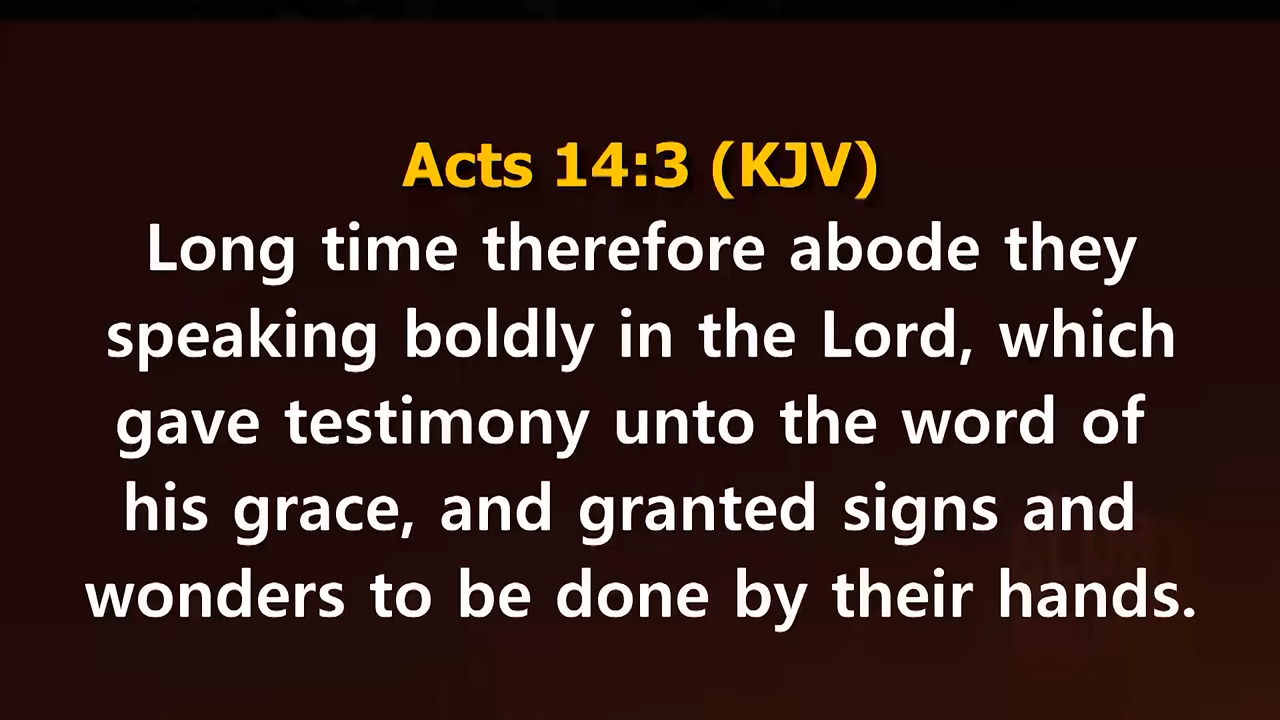 Acts 14:3 (KJV)
Long time therefore abode they
speaking boldly in the Lord, which
gave testimony unto the word of
his grace, and granted signs and
wonders to be done by their hands.